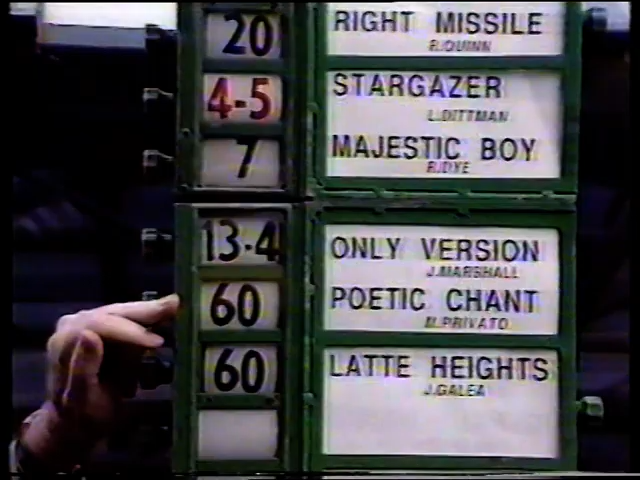 20 RIGHT MISSILE
R.QUINN
4-5 STARGAZER
L.DITTMAN
7 MAJESTIC BOY
R.DYE
13-4 ONLY VERSION
J.MARSHALL
60 POETIC CHANT
N.PRIVATO
60 LATTE HEIGHTS
J.GALEA